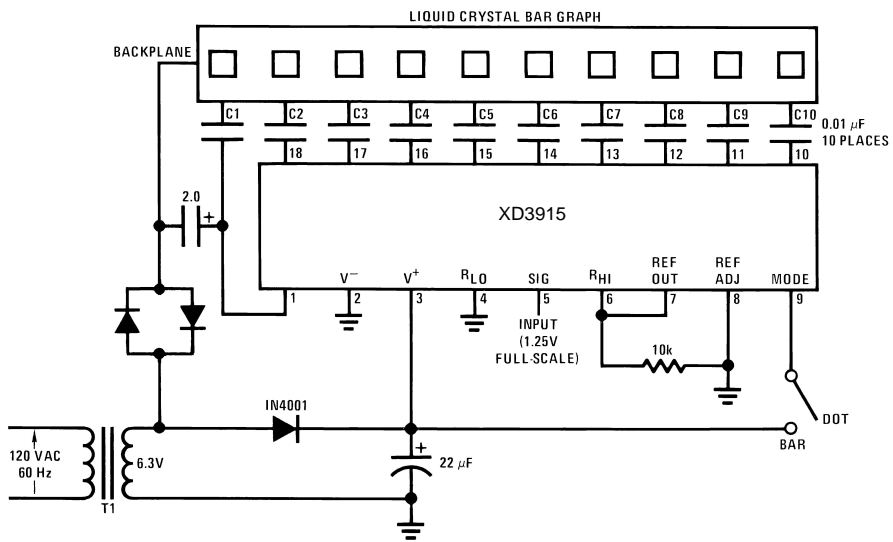 LIQUID CRYSTAL BAR GRAPH
BACKPLANE
C1 C2 C3 C4 C5 C6 C7 C8 C9 C10
0.01 µF
10 PLACES
18 17 16 15 14 13 12 11 10
2.0
+
XD3915
V− V+ RLO SIG RHI REF OUT REF ADJ MODE
1 2 3 4 5 6 7 8 9
INPUT
(1.25V
FULL-SCALE)
10k
IN4001
DOT
BAR
+
22 µF
120 VAC
60 Hz
6.3V
T1